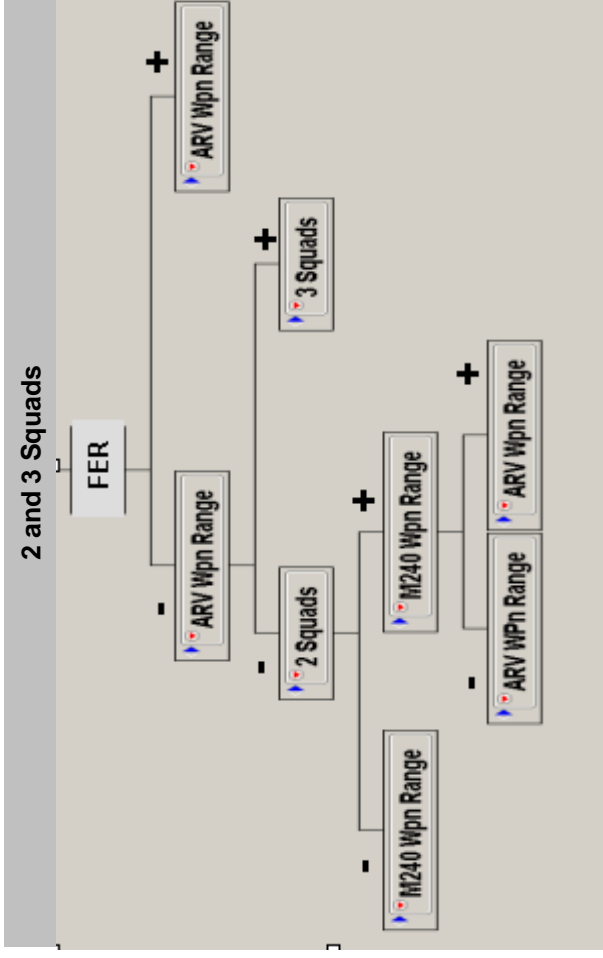 2 and 3 Squads
FER
-
+
ARV Wpn Range
ARV Wpn Range
-
+
2 Squads
3 Squads
-
+
M240 Wpn Range
M240 Wpn Range
-
+
ARV WPn Range
ARV Wpn Range